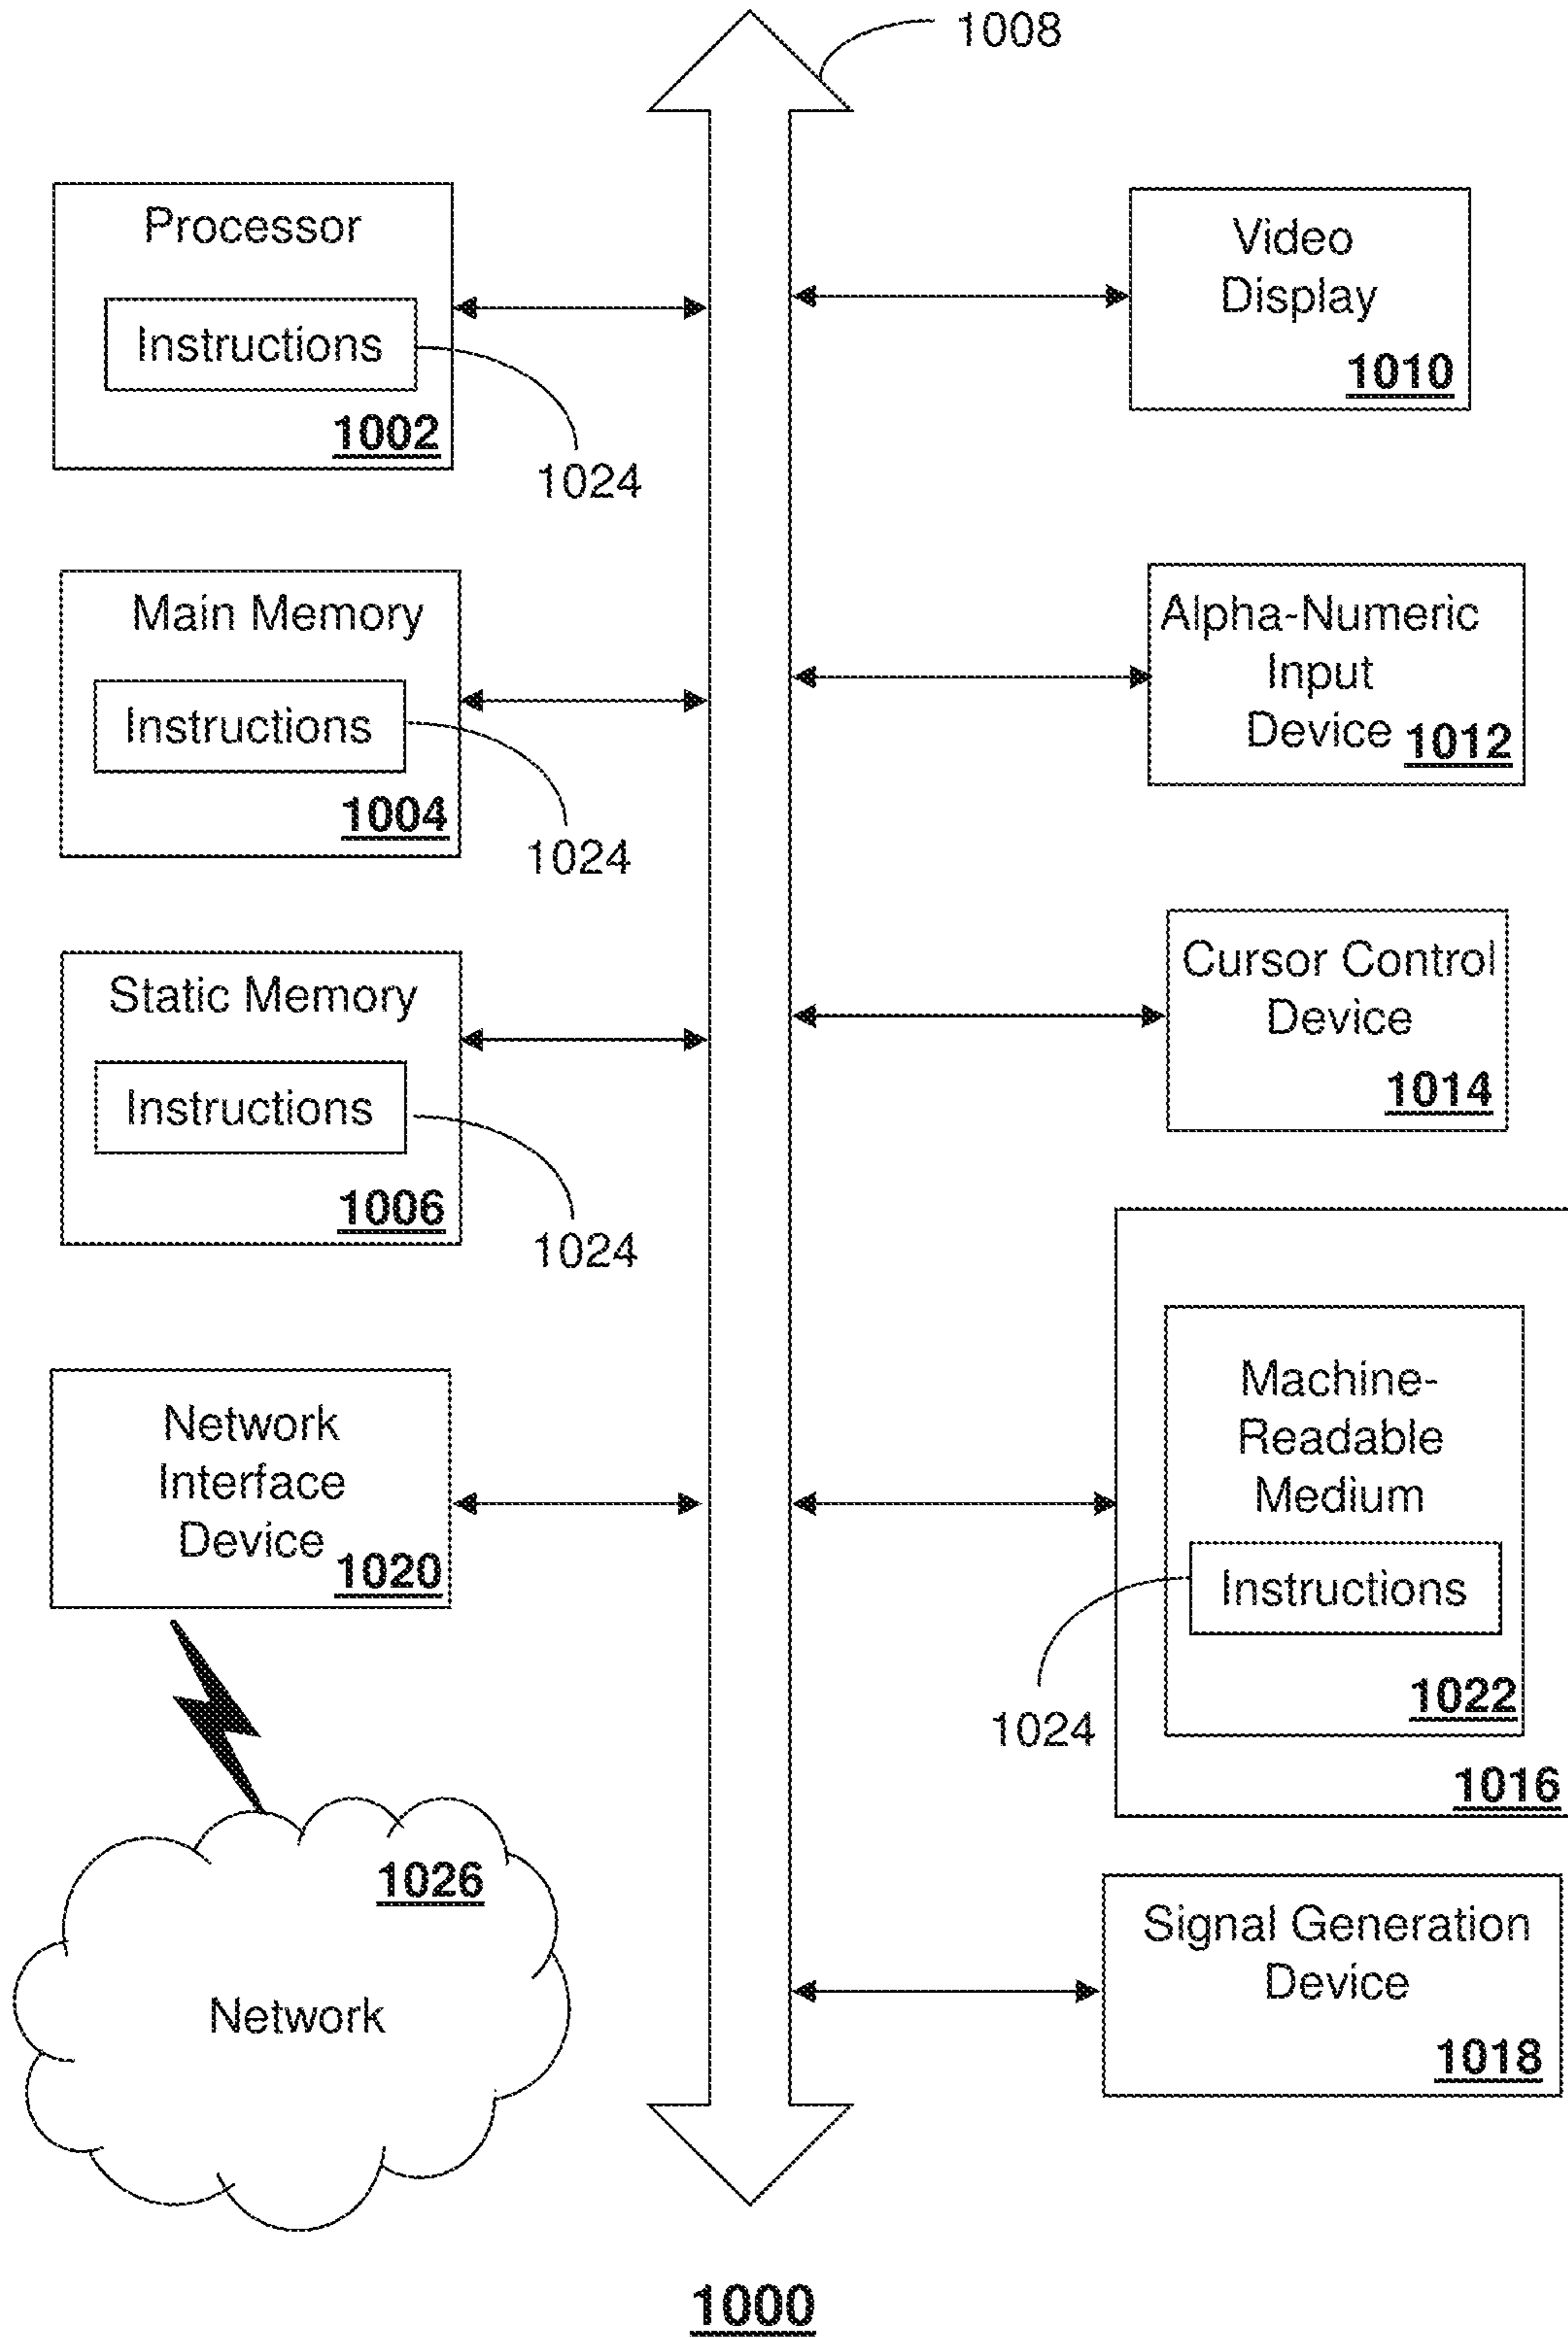 1008
Processor
Instructions
1002
1024
Main Memory
Instructions
1004
1024
Static Memory
Instructions
1006
1024
Network
Interface
Device
1020
1026
Network
Video
Display
1010
Alpha-Numeric
Input
Device 1012
Cursor Control
Device
1014
Machine-
Readable
Medium
Instructions
1024
1022
1016
Signal Generation
Device
1018
1000